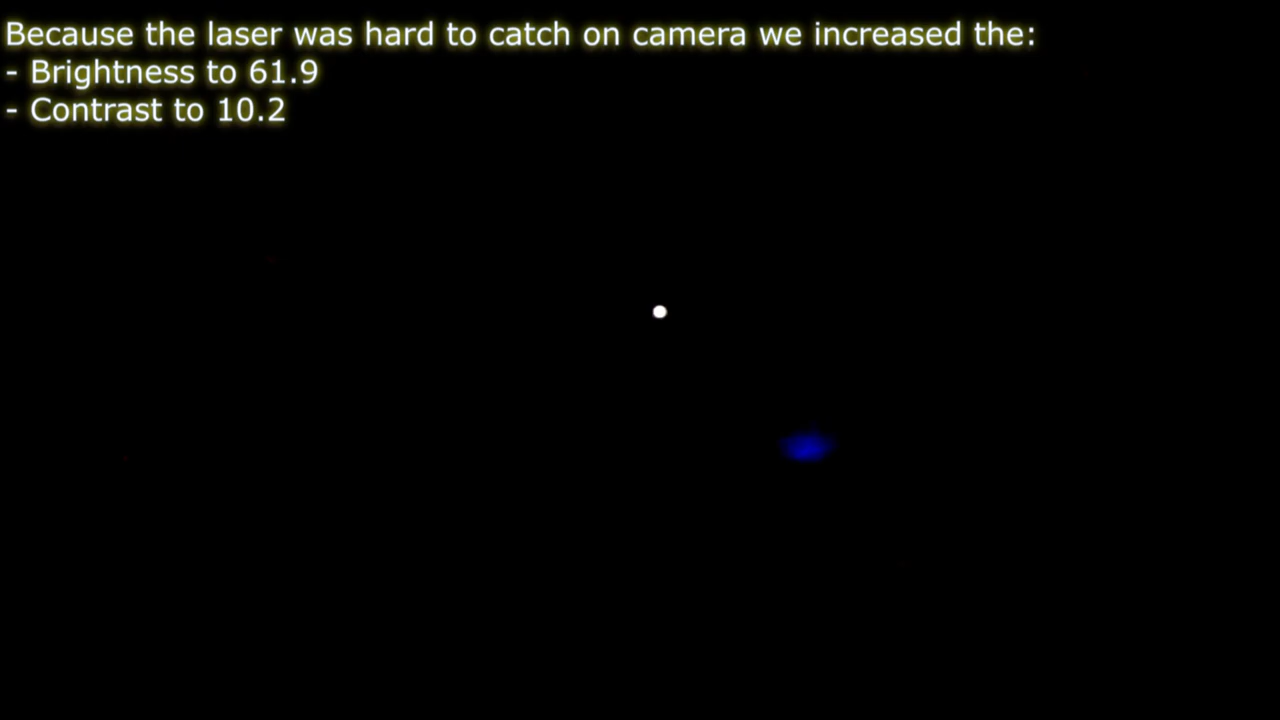 Because the laser was hard to catch on camera we increased the:
- Brightness to 61.9
- Contrast to 10.2